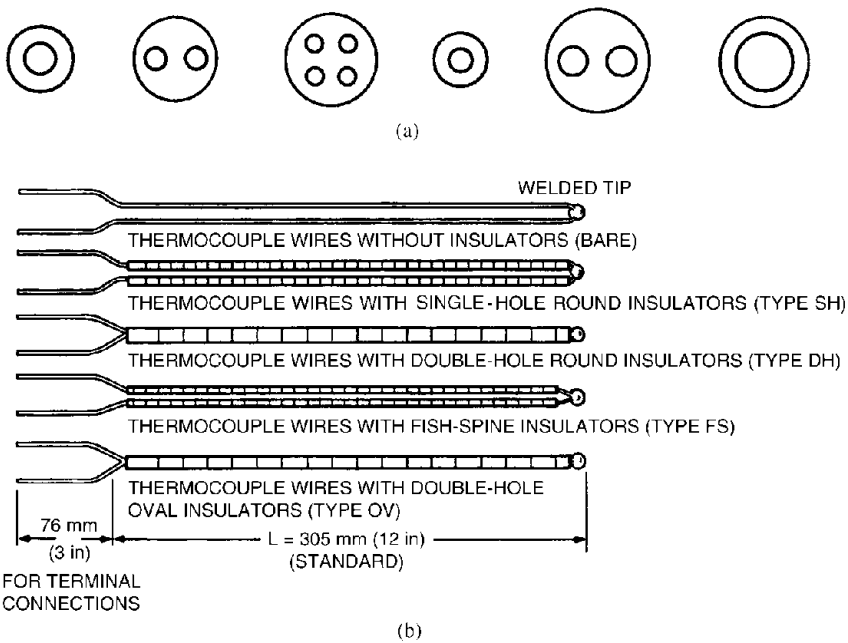 (a)
WELDED TIP
THERMOCOUPLE WIRES WITHOUT INSULATORS (BARE)
THERMOCOUPLE WIRES WITH SINGLE-HOLE ROUND INSULATORS (TYPE SH)
THERMOCOUPLE WIRES WITH DOUBLE-HOLE ROUND INSULATORS (TYPE DH)
THERMOCOUPLE WIRES WITH FISH-SPINE INSULATORS (TYPE FS)
THERMOCOUPLE WIRES WITH DOUBLE-HOLE
OVAL INSULATORS (TYPE OV)
76 mm
(3 in)
L = 305 mm (12 in)
(STANDARD)
FOR TERMINAL
CONNECTIONS
(b)